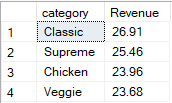 category Revenue
1 Classic 26.91
2 Supreme 25.46
3 Chicken 23.96
4 Veggie 23.68